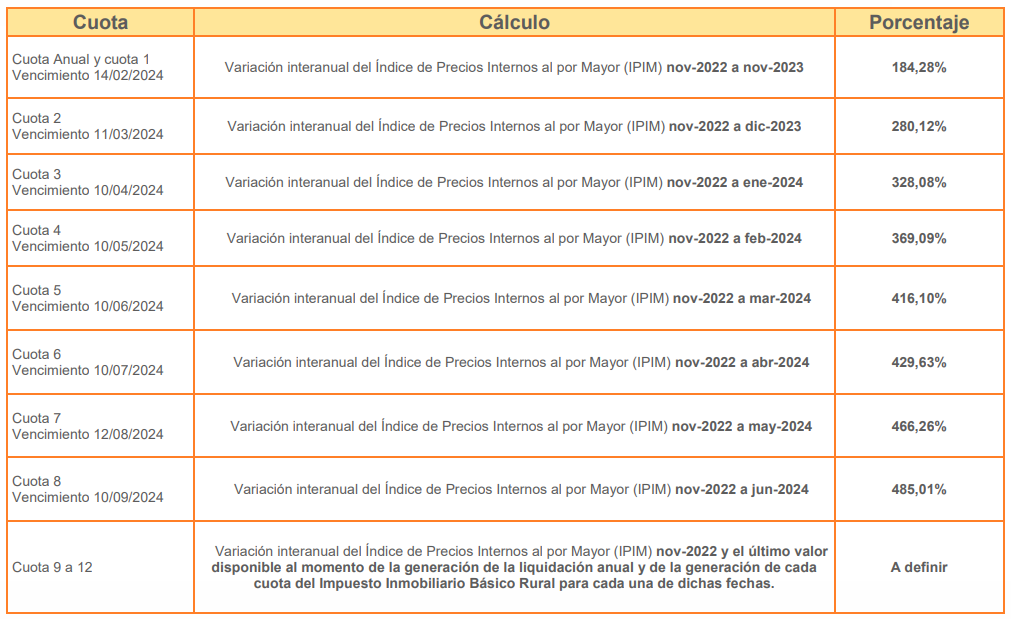 Cuota Cálculo Porcentaje
Cuota Anual y cuota 1
Vencimiento 14/02/2024
Variación interanual del Índice de Precios Internos al por Mayor (IPIM) nov-2022 a nov-2023
184,28%
Cuota 2
Vencimiento 11/03/2024
Variación interanual del Índice de Precios Internos al por Mayor (IPIM) nov-2022 a dic-2023
280,12%
Cuota 3
Vencimiento 10/04/2024
Variación interanual del Índice de Precios Internos al por Mayor (IPIM) nov-2022 a ene-2024
328,08%
Cuota 4
Vencimiento 10/05/2024
Variación interanual del Índice de Precios Internos al por Mayor (IPIM) nov-2022 a feb-2024
369,09%
Cuota 5
Vencimiento 10/06/2024
Variación interanual del Índice de Precios Internos al por Mayor (IPIM) nov-2022 a mar-2024
416,10%
Cuota 6
Vencimiento 10/07/2024
Variación interanual del Índice de Precios Internos al por Mayor (IPIM) nov-2022 a abr-2024
429,63%
Cuota 7
Vencimiento 12/08/2024
Variación interanual del Índice de Precios Internos al por Mayor (IPIM) nov-2022 a may-2024
466,26%
Cuota 8
Vencimiento 10/09/2024
Variación interanual del Índice de Precios Internos al por Mayor (IPIM) nov-2022 a jun-2024
485,01%
Cuota 9 a 12
Variación interanual del Índice de Precios Internos al por Mayor (IPIM) nov-2022 y el último valor
disponible al momento de la generación de la liquidación anual y de la generación de cada
cuota del Impuesto Inmobiliario Básico Rural para cada una de dichas fechas.
A definir